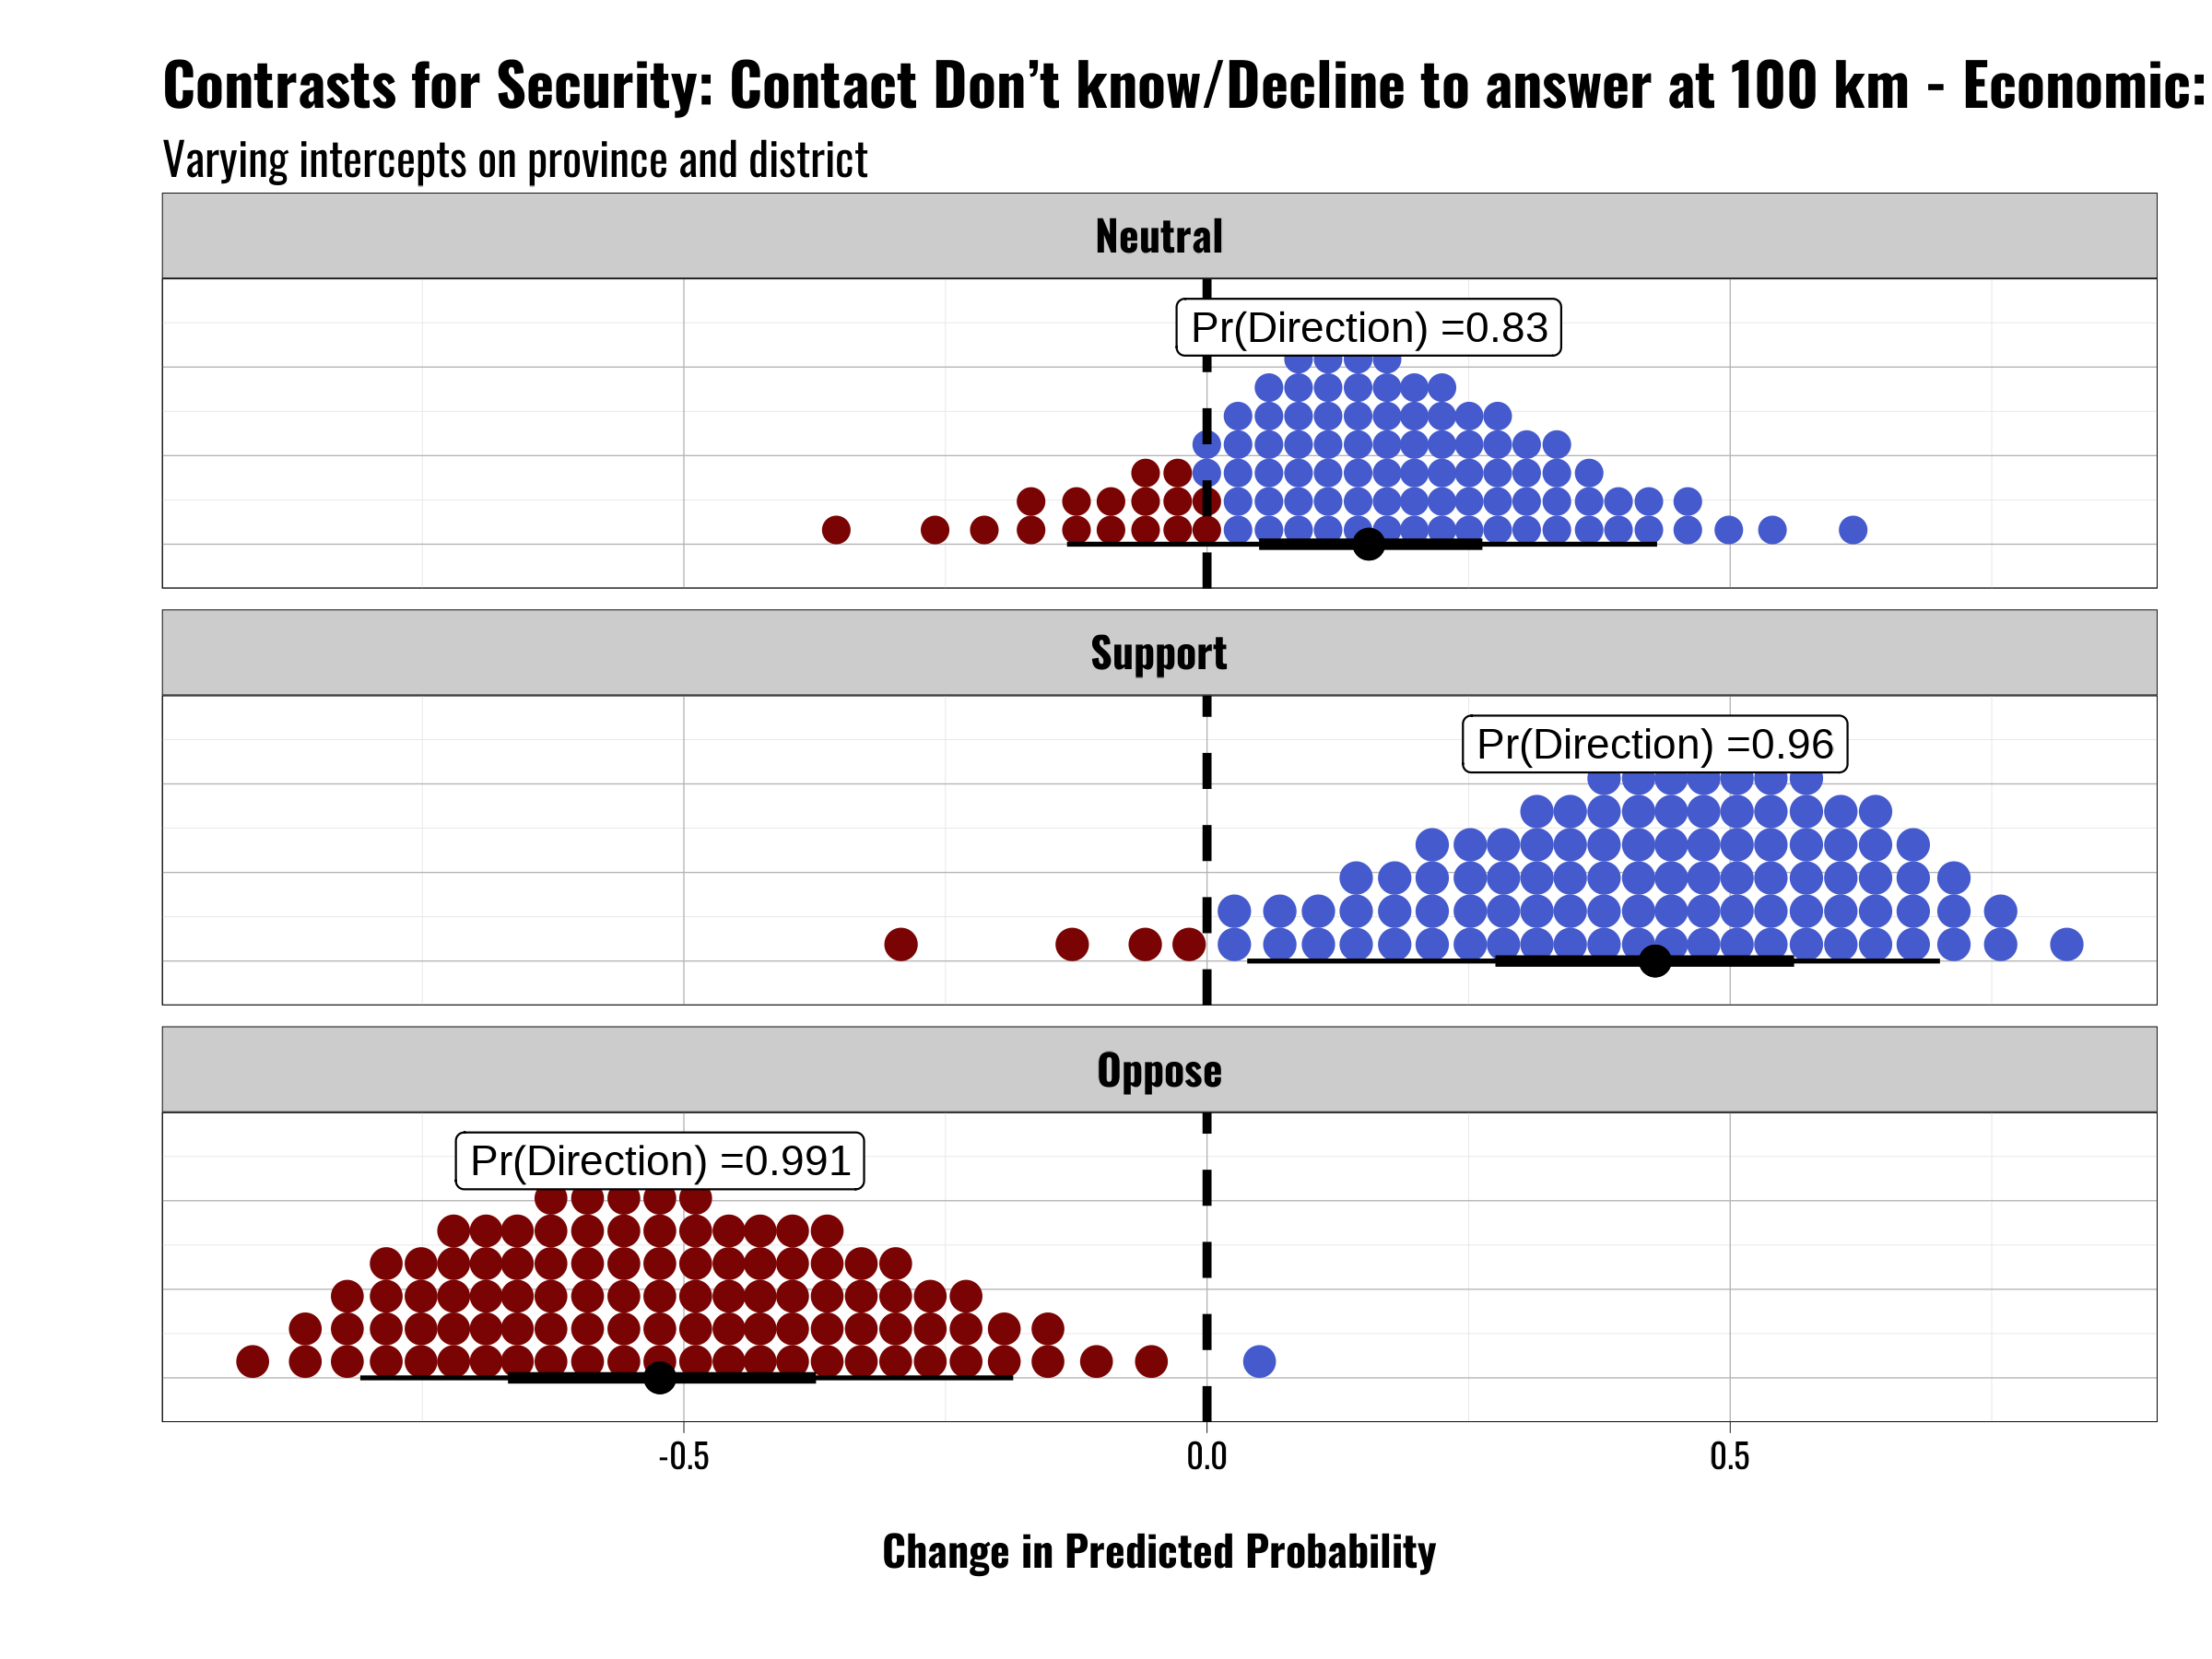 Contrasts for Security: Contact Don’t know/Decline to answer at 100 km - Economic:
Varying intercepts on province and district
Neutral
Pr(Direction) =0.83
Support
Pr(Direction) =0.96
Oppose
Pr(Direction) =0.991
-0.5 0.0 0.5
Change in Predicted Probability